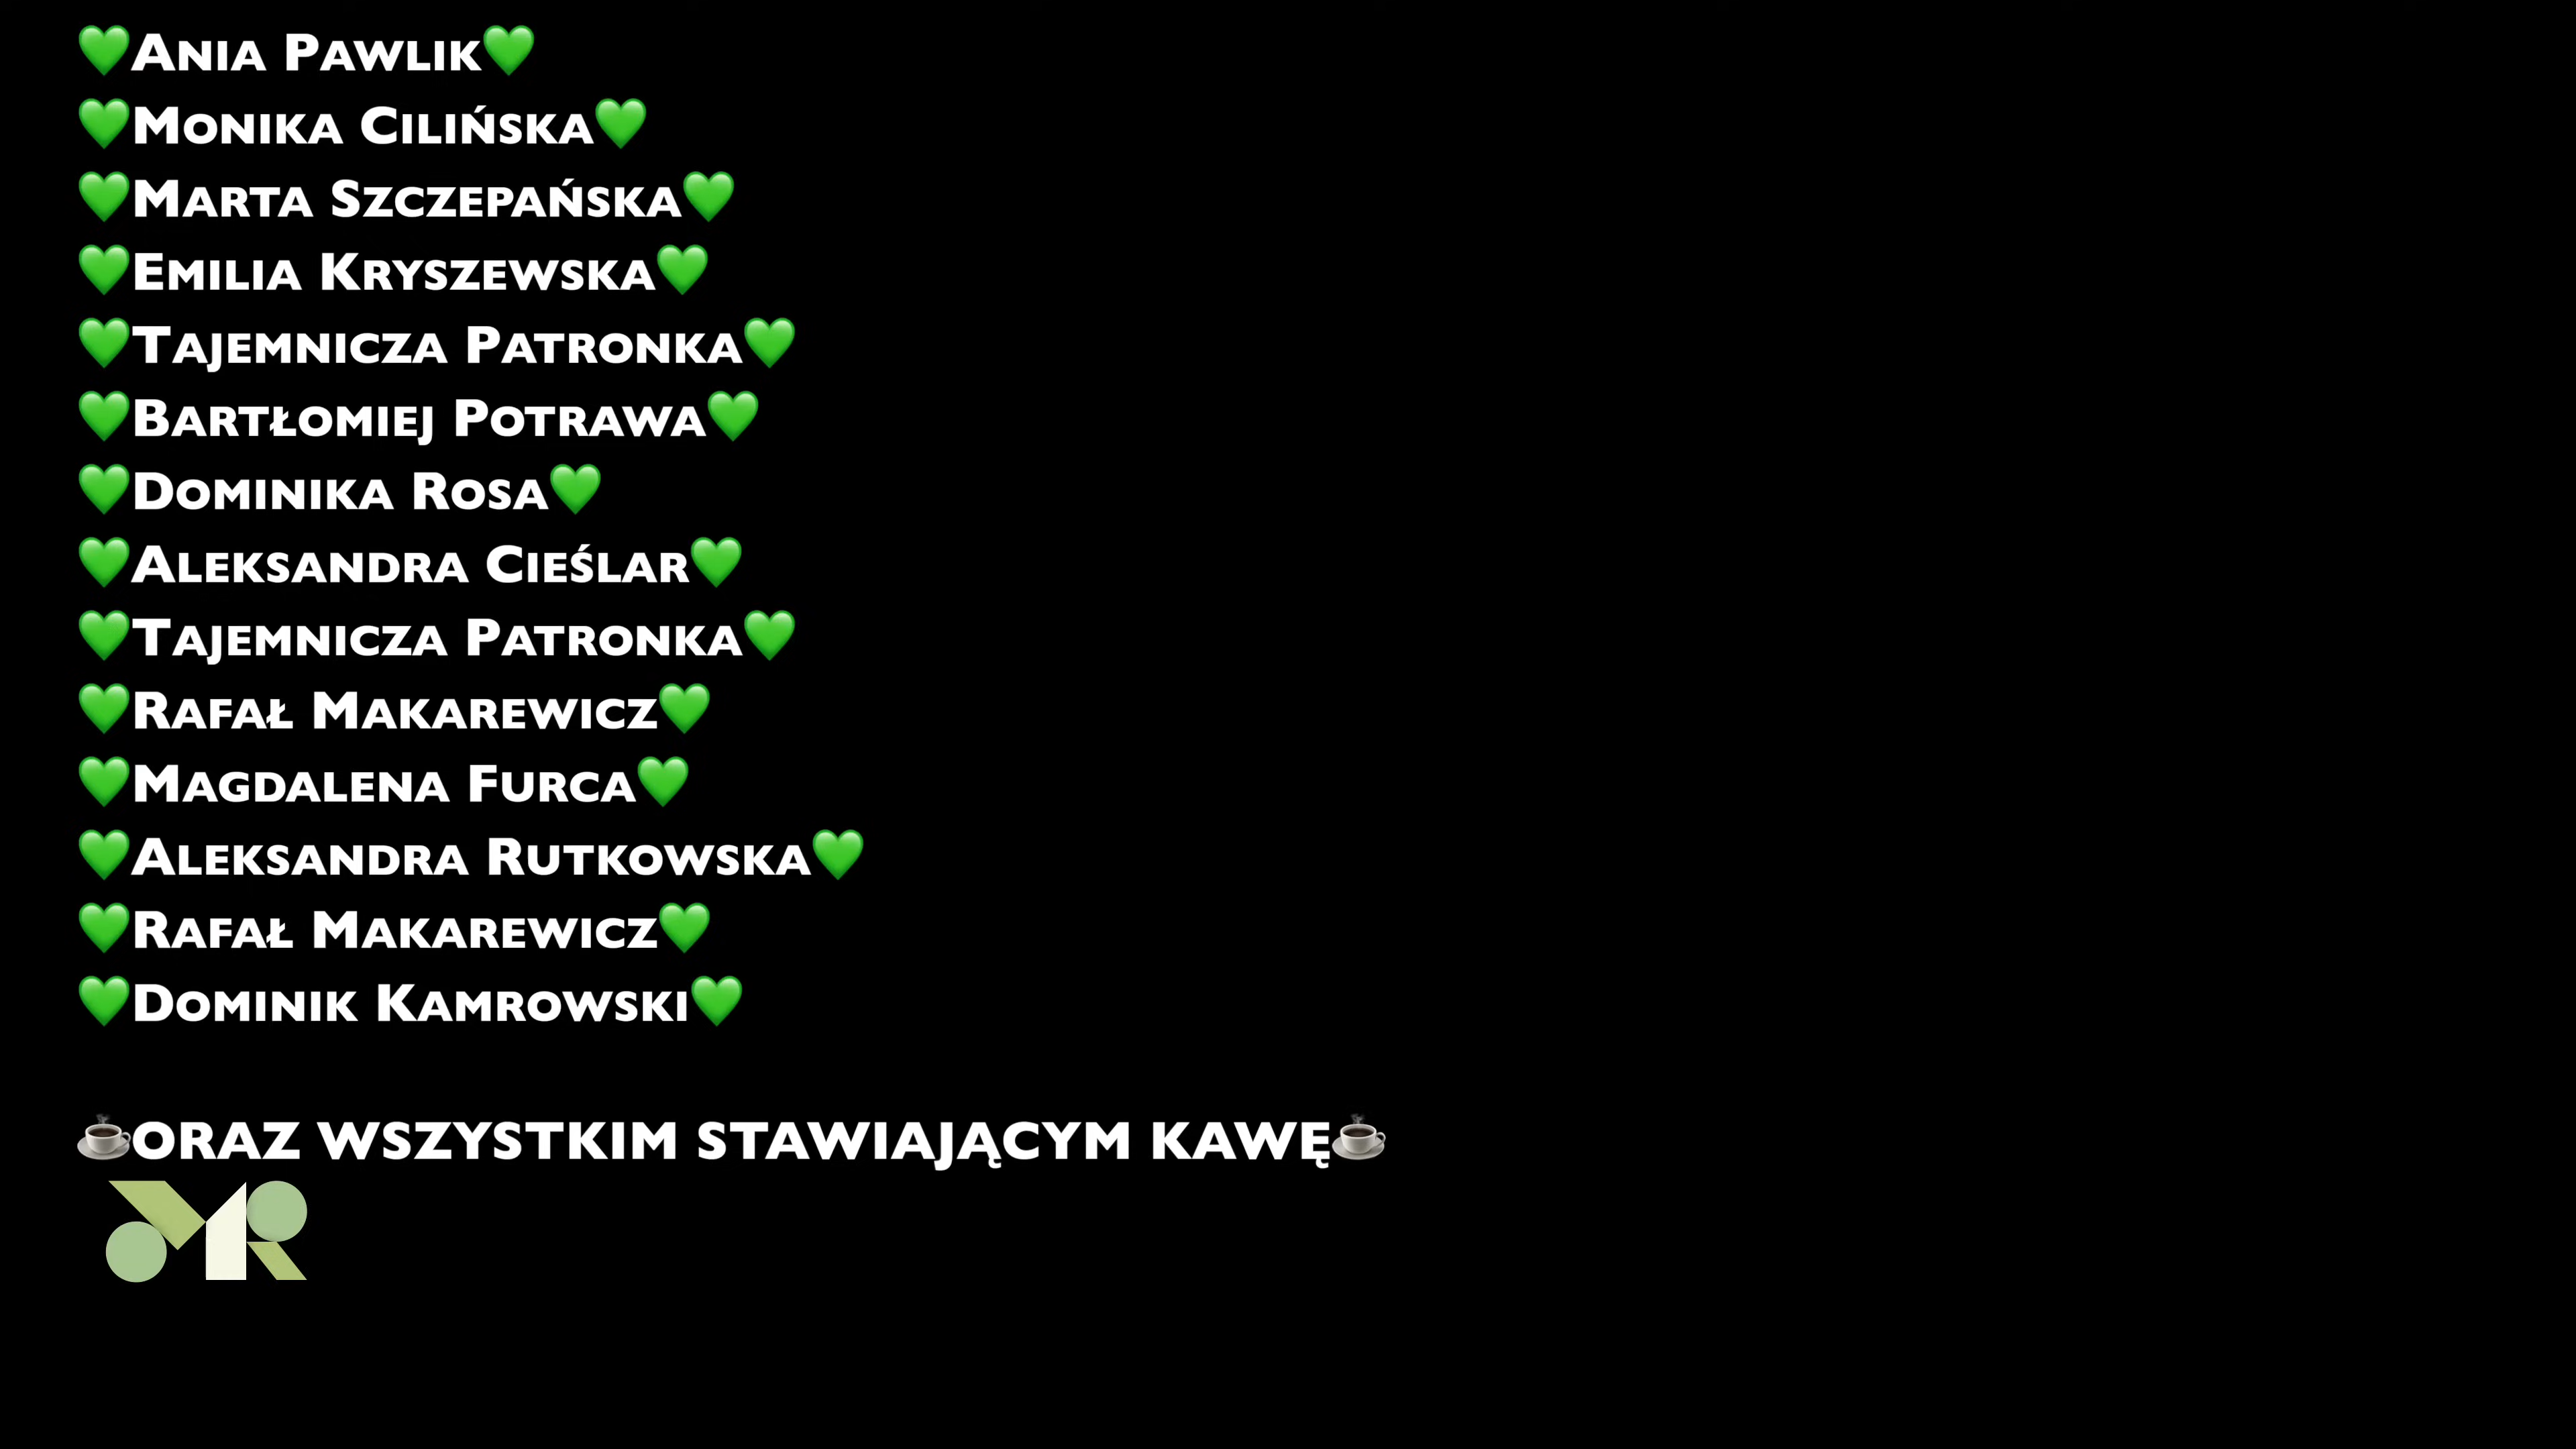 💚Ania Pawlik💚
💚Monika Cilińska💚
💚Marta Szczepańska💚
💚Emilia Kryszewska💚
💚Tajemnicza Patronka💚
💚Bartłomiej Potrawa💚
💚Dominika Rosa💚
💚Aleksandra Cieślar💚
💚Tajemnicza Patronka💚
💚Rafał Makarewicz💚
💚Magdalena Furca💚
💚Aleksandra Rutkowska💚
💚Rafał Makarewicz💚
💚Dominik Kamrowski💚
☕ORAZ WSZYSTKIM STAWIAJĄCYM KAWĘ☕